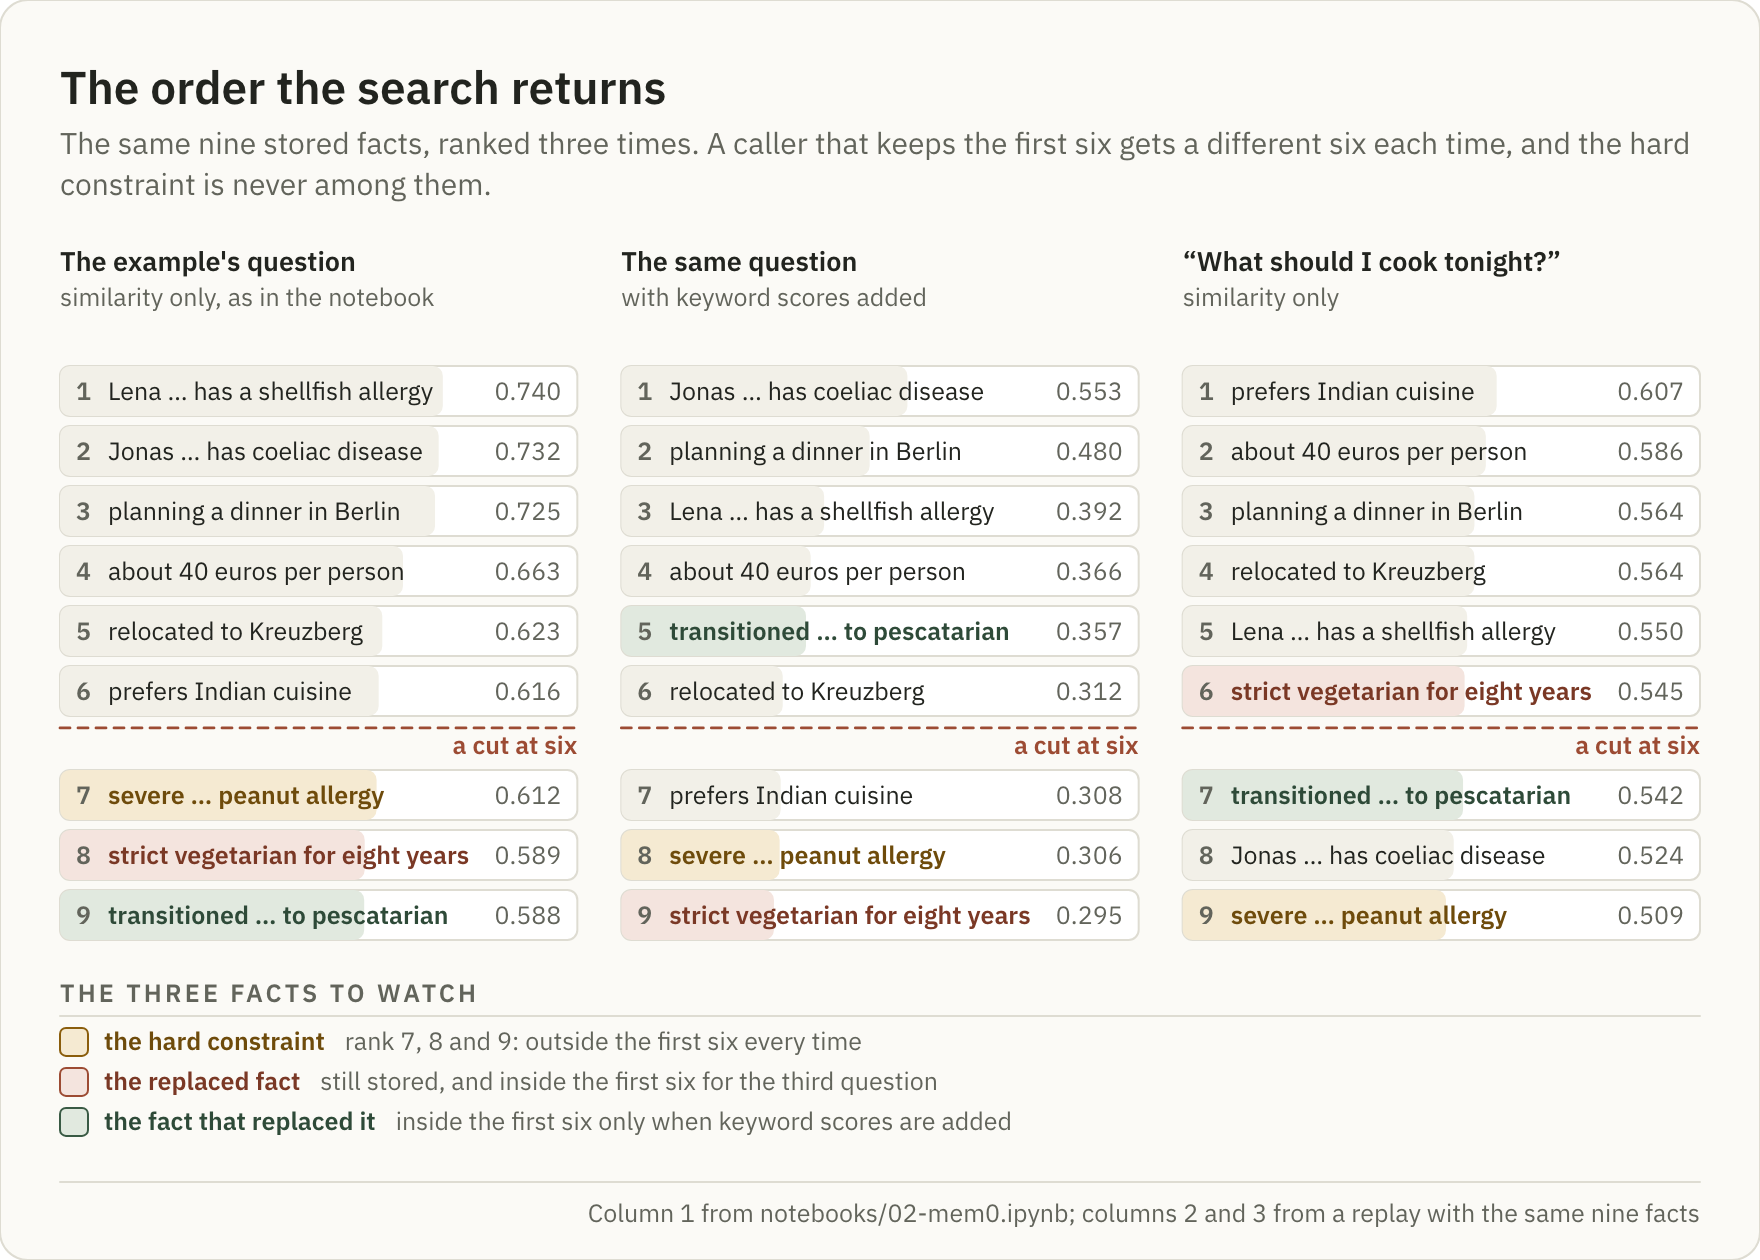 The order the search returns
The same nine stored facts, ranked three times. A caller that keeps the first six gets a different six each time, and the hard
constraint is never among them.
The example's question
similarity only, as in the notebook
1 Lena ... has a shellfish allergy 0.740
2 Jonas ... has coeliac disease 0.732
3 planning a dinner in Berlin 0.725
4 about 40 euros per person 0.663
5 relocated to Kreuzberg 0.623
6 prefers Indian cuisine 0.616
a cut at six
7 severe ... peanut allergy 0.612
8 strict vegetarian for eight years 0.589
9 transitioned ... to pescatarian 0.588
The same question
with keyword scores added
1 Jonas ... has coeliac disease 0.553
2 planning a dinner in Berlin 0.480
3 Lena ... has a shellfish allergy 0.392
4 about 40 euros per person 0.366
5 transitioned ... to pescatarian 0.357
6 relocated to Kreuzberg 0.312
a cut at six
7 prefers Indian cuisine 0.308
8 severe ... peanut allergy 0.306
9 strict vegetarian for eight years 0.295
“What should I cook tonight?”
similarity only
1 prefers Indian cuisine 0.607
2 about 40 euros per person 0.586
3 planning a dinner in Berlin 0.564
4 relocated to Kreuzberg 0.564
5 Lena ... has a shellfish allergy 0.550
6 strict vegetarian for eight years 0.545
a cut at six
7 transitioned ... to pescatarian 0.542
8 Jonas ... has coeliac disease 0.524
9 severe ... peanut allergy 0.509
THE THREE FACTS TO WATCH
the hard constraint rank 7, 8 and 9: outside the first six every time
the replaced fact still stored, and inside the first six for the third question
the fact that replaced it inside the first six only when keyword scores are added
Column 1 from notebooks/02-mem0.ipynb; columns 2 and 3 from a replay with the same nine facts